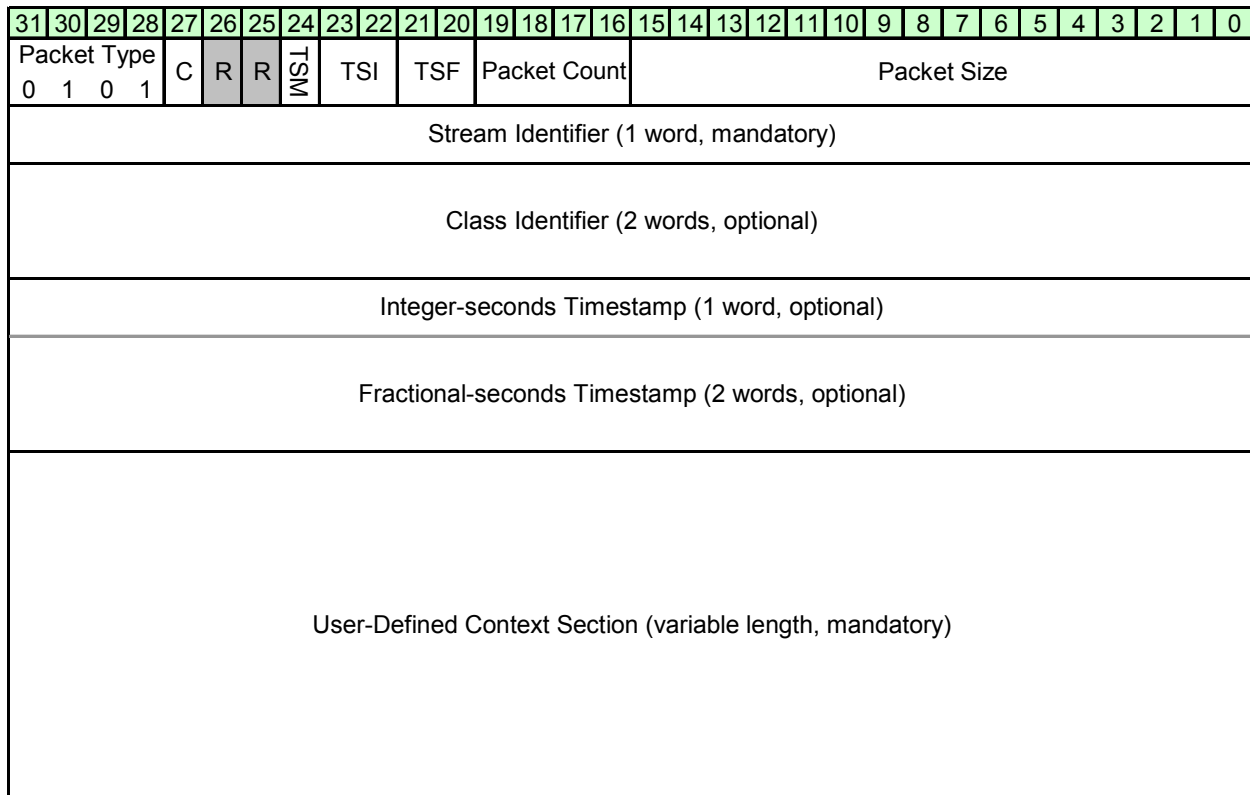 31 30 29 28 27 26 25 24 23 22 21 20 19 18 17 16 15 14 13 12 11 10 9 8 7 6 5 4 3 2 1 0
Packet Type
0 1 0 1
C R R TSM TSI TSF Packet Count Packet Size
Stream Identifier (1 word, mandatory)
Class Identifier (2 words, optional)
Integer-seconds Timestamp (1 word, optional)
Fractional-seconds Timestamp (2 words, optional)
User-Defined Context Section (variable length, mandatory)